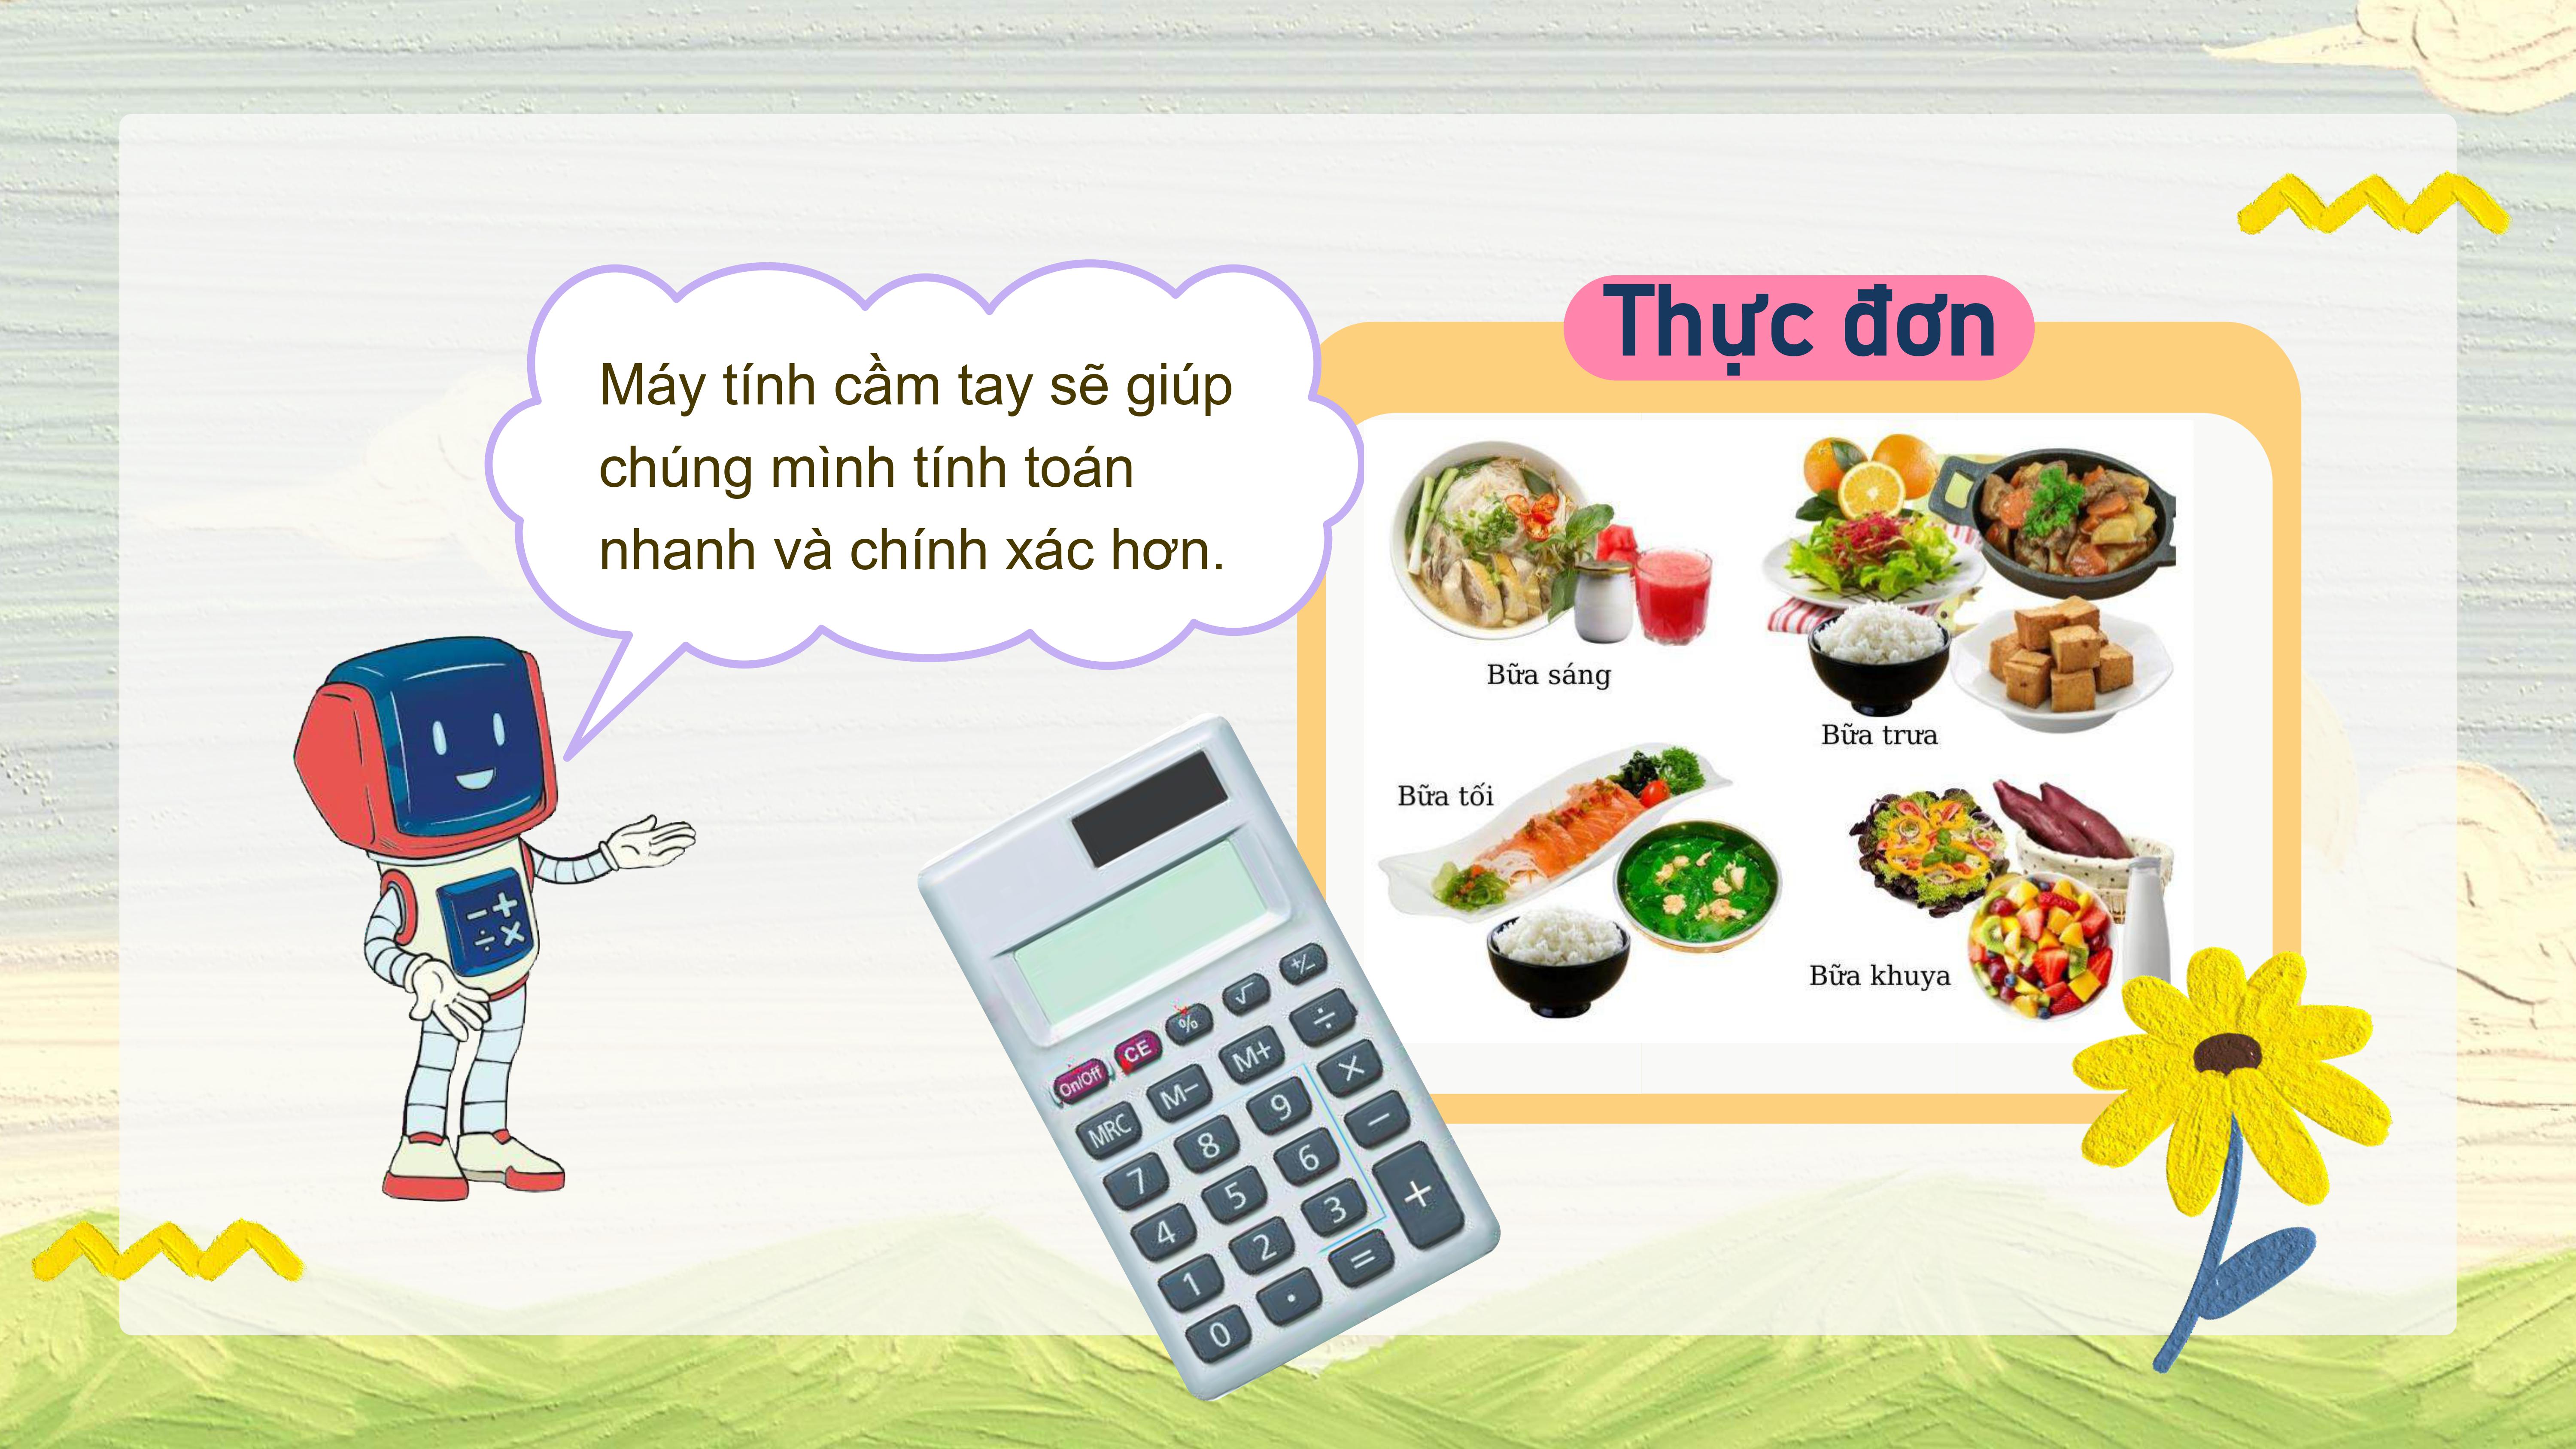 Thực đơn
Máy tính cầm tay sẽ giúp
chúng mình tính toán
nhanh và chính xác hơn.
Bữa sáng
Bữa trưa
Bữa tối
Bữa khuya
− +
÷ ×
On/Off CE % √ +/−
MRC M− M+ ÷
7 8 9 ×
4 5 6 −
1 2 3 +
0 . =